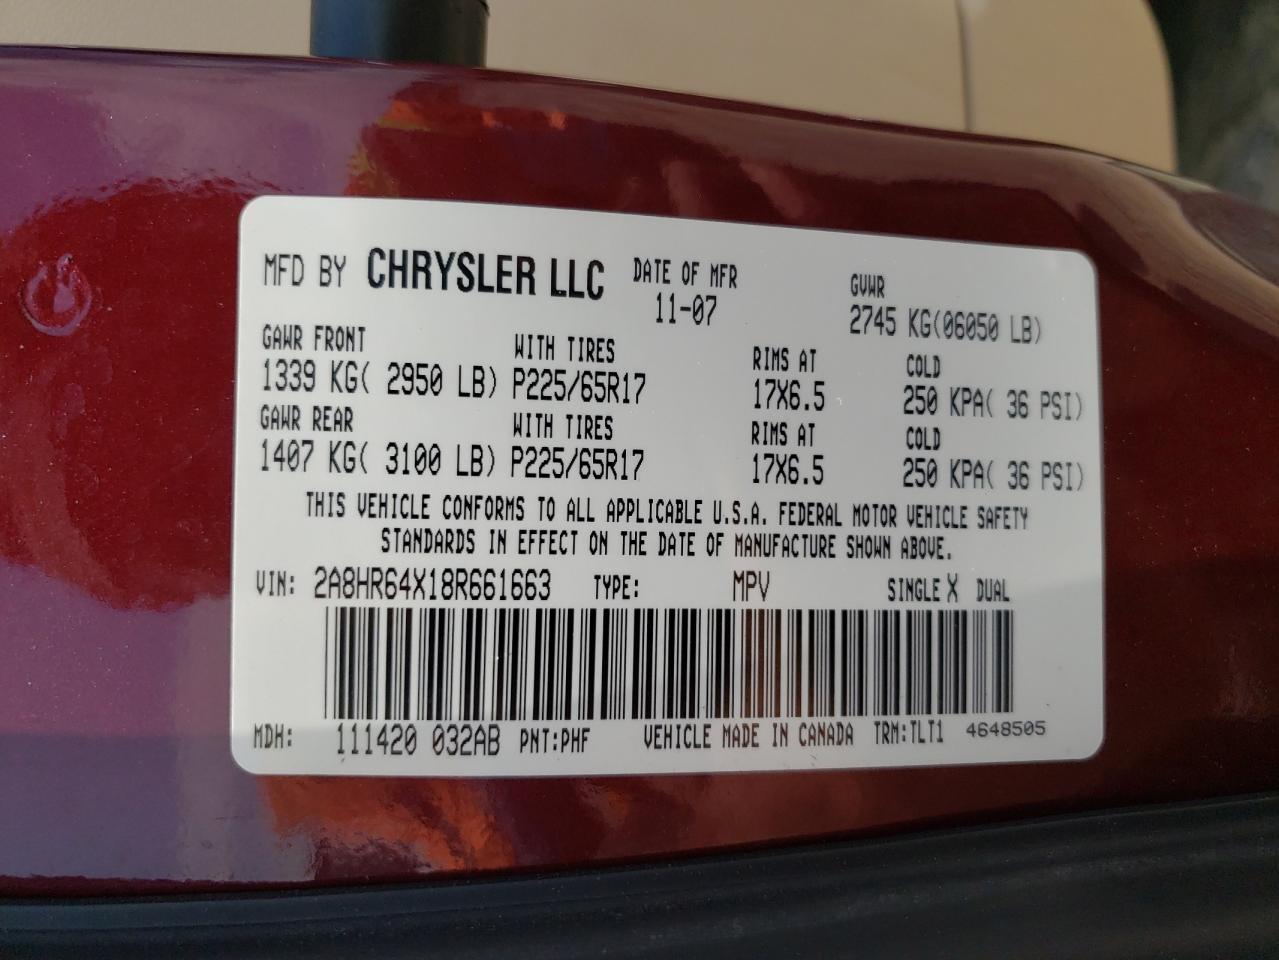 MFD BY CHRYSLER LLC DATE OF MFR GVWR
11-07 2745 KG(06050 LB)
GAWR FRONT WITH TIRES RIMS AT COLD
1339 KG( 2950 LB) P225/65R17 17X6.5 250 KPA( 36 PSI)
GAWR REAR WITH TIRES RIMS AT COLD
1407 KG( 3100 LB) P225/65R17 17X6.5 250 KPA( 36 PSI)
THIS VEHICLE CONFORMS TO ALL APPLICABLE U.S.A. FEDERAL MOTOR VEHICLE SAFETY
STANDARDS IN EFFECT ON THE DATE OF MANUFACTURE SHOWN ABOVE.
VIN: 2A8HR64X18R661663 TYPE: MPV SINGLE X DUAL
MDH: 111420 032AB PNT:PHF VEHICLE MADE IN CANADA TRM:TLT1 4648505